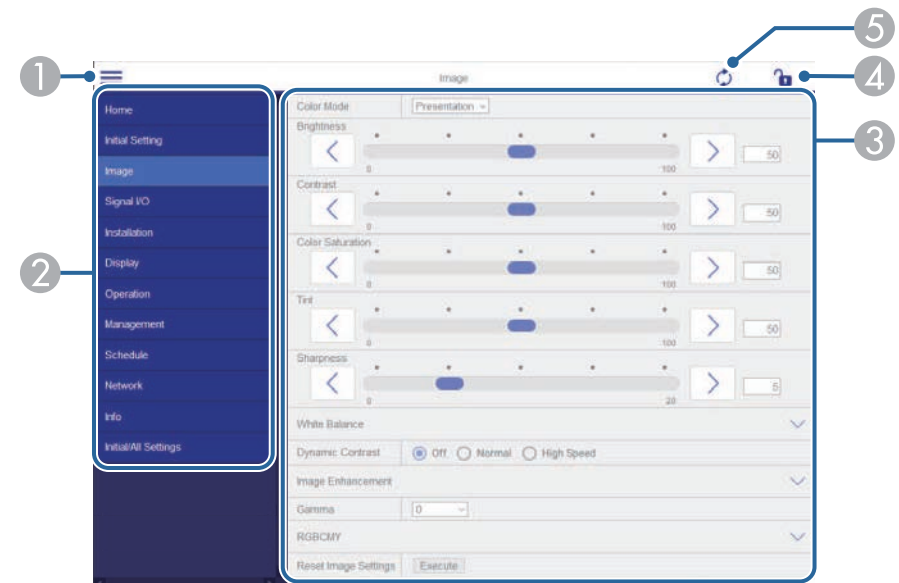 5
1
Image
4
Home
Color Mode
Presentation
Brightness
3
Initial Setting
50
0
100
Image
Contrast
Signal I/O
50
0
100
Installation
Color Saturation
2
Display
50
0
100
Operation
Tint
Management
50
0
100
Schedule
Sharpness
Network
5
0
20
Info
White Balance
Initial/All Settings
Dynamic Contrast
Off Normal High Speed
Image Enhancement
Gamma
0
RGBCMY
Reset Image Settings
Execute